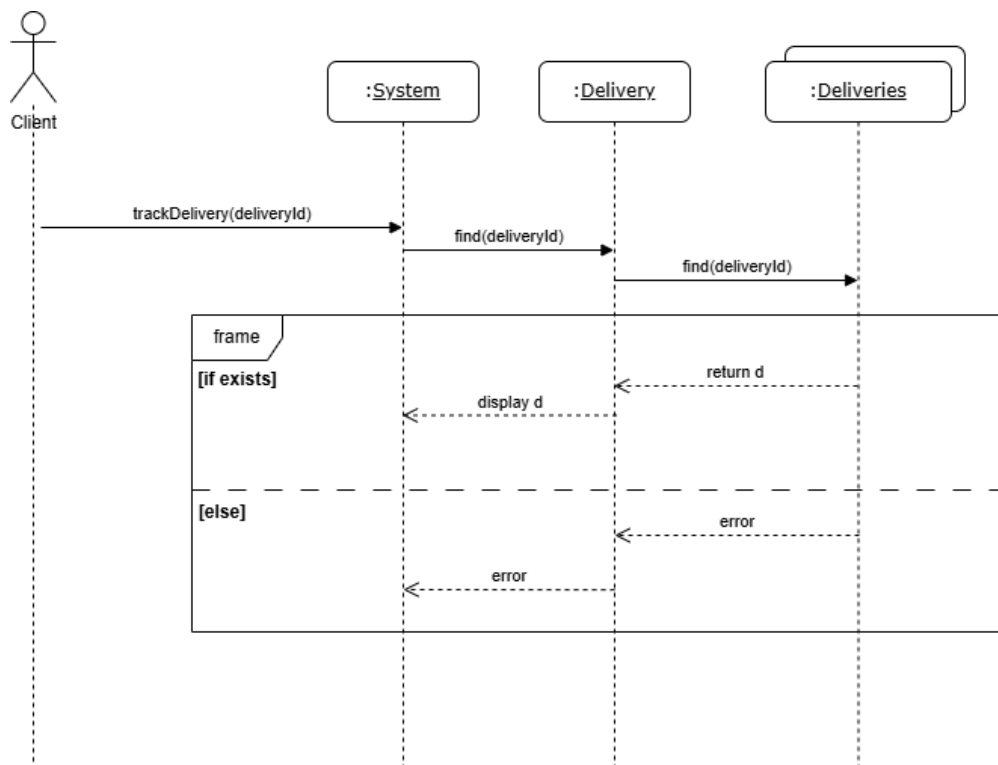 Client
:System
:Delivery
:Deliveries
trackDelivery(deliveryId)
find(deliveryId)
find(deliveryId)
frame
[if exists]
return d
display d
[else]
error
error